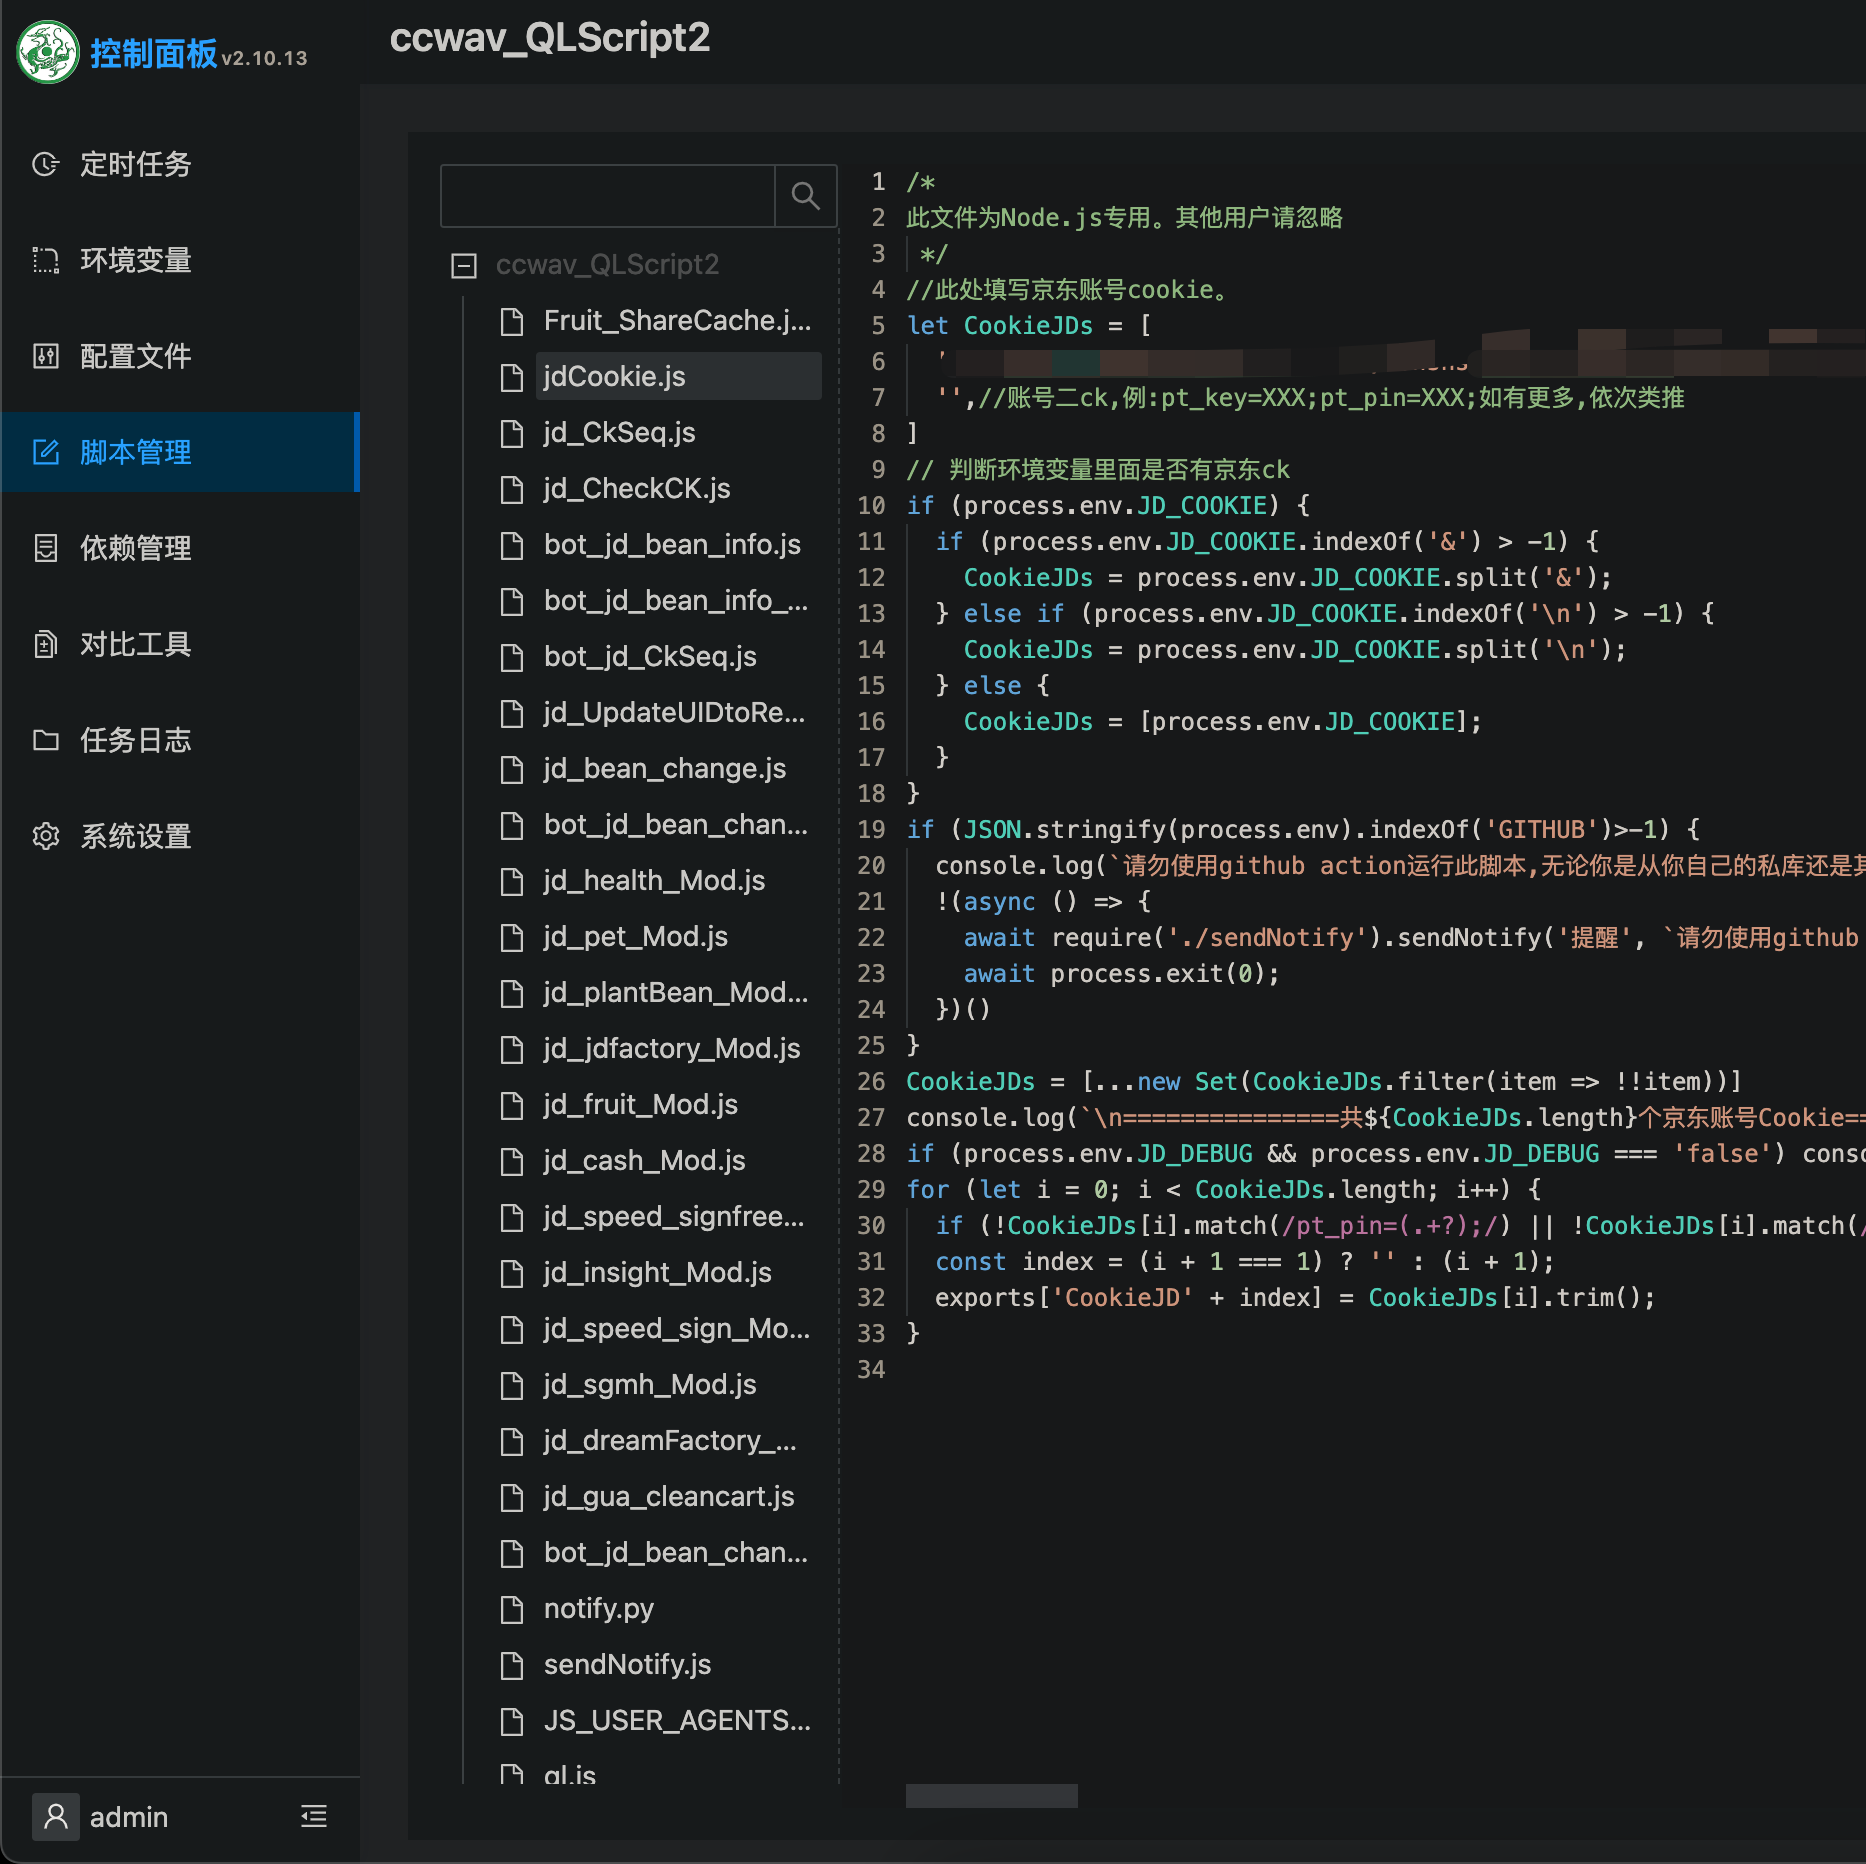 控制面板 v2.10.13
ccwav_QLScript2
定时任务
环境变量
配置文件
脚本管理
依赖管理
对比工具
任务日志
系统设置
admin
ccwav_QLScript2
Fruit_ShareCache.j...
jdCookie.js
jd_CkSeq.js
jd_CheckCK.js
bot_jd_bean_info.js
bot_jd_bean_info_...
bot_jd_CkSeq.js
jd_UpdateUIDtoRe...
jd_bean_change.js
bot_jd_bean_chan...
jd_health_Mod.js
jd_pet_Mod.js
jd_plantBean_Mod...
jd_jdfactory_Mod.js
jd_fruit_Mod.js
jd_cash_Mod.js
jd_speed_signfree...
jd_insight_Mod.js
jd_speed_sign_Mo...
jd_sgmh_Mod.js
jd_dreamFactory_...
jd_gua_cleancart.js
bot_jd_bean_chan...
notify.py
sendNotify.js
JS_USER_AGENTS...
ql.js
1 /*
2 此文件为Node.js专用。其他用户请忽略
3  */
4 //此处填写京东账号cookie。
5 let CookieJDs = [
6   '
7   '',//账号二ck,例:pt_key=XXX;pt_pin=XXX;如有更多,依次类推
8 ]
9 // 判断环境变量里面是否有京东ck
10 if (process.env.JD_COOKIE) {
11   if (process.env.JD_COOKIE.indexOf('&') > -1) {
12     CookieJDs = process.env.JD_COOKIE.split('&');
13   } else if (process.env.JD_COOKIE.indexOf('\n') > -1) {
14     CookieJDs = process.env.JD_COOKIE.split('\n');
15   } else {
16     CookieJDs = [process.env.JD_COOKIE];
17   }
18 }
19 if (JSON.stringify(process.env).indexOf('GITHUB')>-1) {
20   console.log(`请勿使用github action运行此脚本,无论你是从你自己的私库还是其
21   !(async () => {
22     await require('./sendNotify').sendNotify('提醒', `请勿使用github
23     await process.exit(0);
24   })()
25 }
26 CookieJDs = [...new Set(CookieJDs.filter(item => !!item))]
27 console.log(`\n===============共${CookieJDs.length}个京东账号Cookie==
28 if (process.env.JD_DEBUG && process.env.JD_DEBUG === 'false') conso
29 for (let i = 0; i < CookieJDs.length; i++) {
30   if (!CookieJDs[i].match(/pt_pin=(.+?);/) || !CookieJDs[i].match(/
31   const index = (i + 1 === 1) ? '' : (i + 1);
32   exports['CookieJD' + index] = CookieJDs[i].trim();
33 }
34